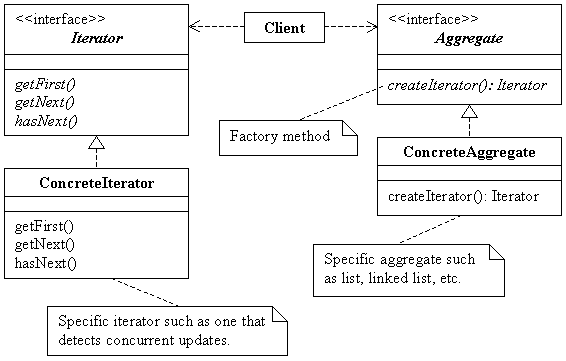 <<interface>>
Iterator
getFirst()
getNext()
hasNext()
Client
<<interface>>
Aggregate
createIterator(): Iterator
Factory method
ConcreteIterator
getFirst()
getNext()
hasNext()
ConcreteAggregate
createIterator(): Iterator
Specific aggregate such
as list, linked list, etc.
Specific iterator such as one that
detects concurrent updates.